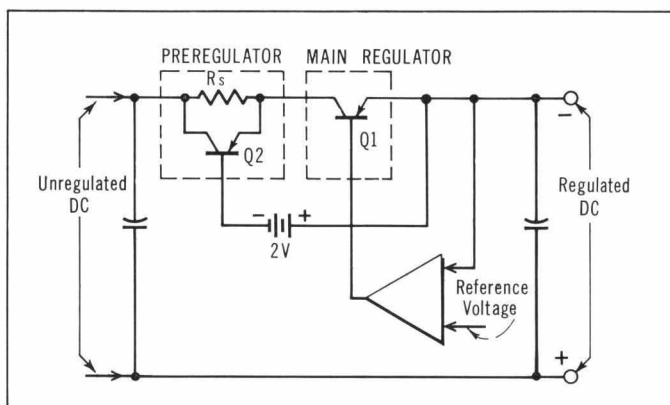 PREREGULATOR
MAIN REGULATOR
Rs
Q2
Q1
−
Unregulated
DC
Regulated
DC
− +
2V
Reference
Voltage
+